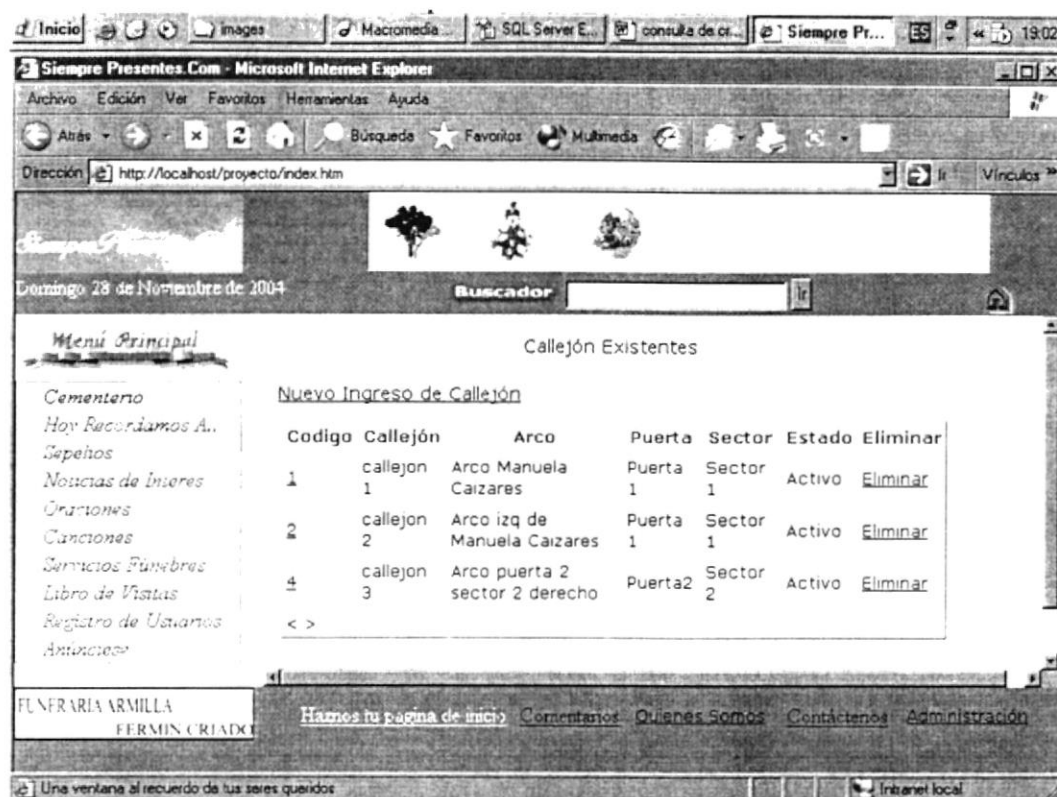 Inicio images Macromedia ... SQL Server E... consulta de cr... Siempre Pr... ES « 19:02
Siempre Presentes.Com - Microsoft Internet Explorer
Archivo Edición Ver Favoritos Herramientas Ayuda
Atrás Búsqueda Favoritos Multimedia
Dirección http://localhost/proyecto/index.htm Ir Vínculos »
Domingo 28 de Noviembre de 2004 Buscador Ir
Menú Principal
Callejón Existentes
Nuevo Ingreso de Callejón
Cementerio
Hoy Recordamos A..
Sepelios
Noticias de Interes
Oraciones
Canciones
Servicios Fúnebres
Libro de Visitas
Registro de Usuarios
Anúnciese
Codigo Callejón Arco Puerta Sector Estado Eliminar
1 callejon 1 Arco Manuela Caizares Puerta 1 Sector 1 Activo Eliminar
2 callejon 2 Arco izq de Manuela Caizares Puerta 1 Sector 1 Activo Eliminar
4 callejon 3 Arco puerta 2 sector 2 derecho Puerta2 Sector 2 Activo Eliminar
< >
FUNERARIA ARMILLA
FERMIN CRIADO
Haznos tu pagina de inicio Comentarios Quienes Somos Contáctenos Administración
Una ventana al recuerdo de tus seres queridos Intranet local